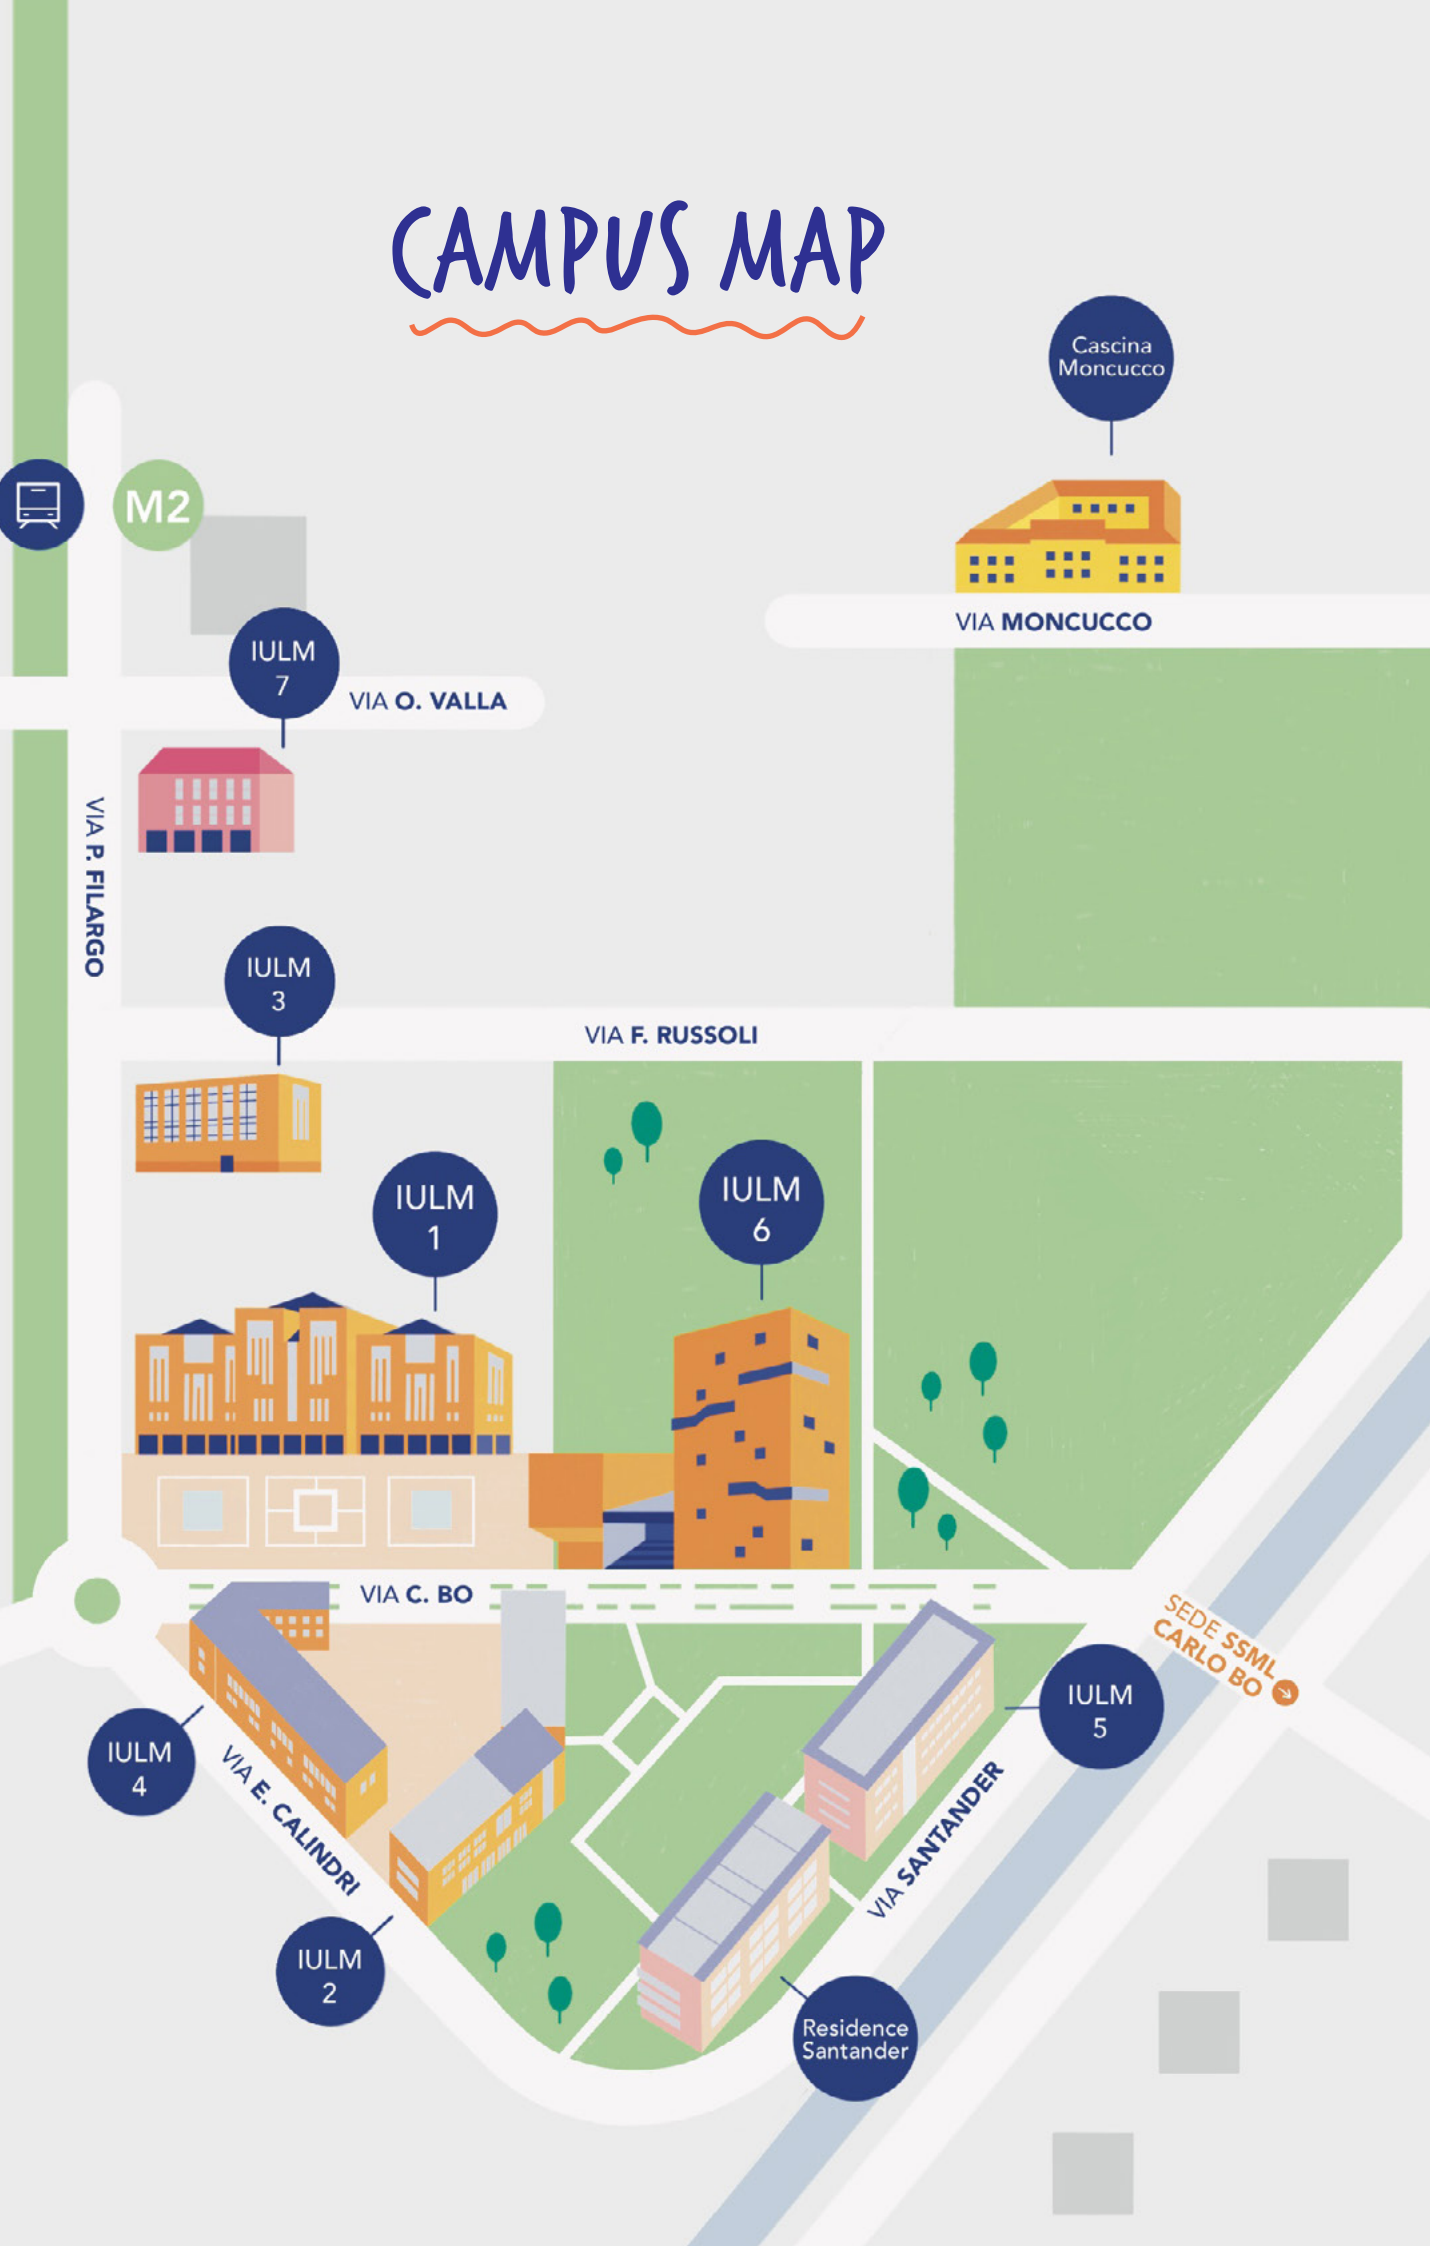 CAMPUS MAP
Cascina
Moncucco
M2
IULM
7
VIA MONCUCCO
VIA O. VALLA
VIA P. FILARGO
IULM
3
VIA F. RUSSOLI
IULM
1
IULM
6
VIA C. BO
SEDE SSML
CARLO BO
IULM
5
IULM
4
VIA E. CALINDRI
VIA SANTANDER
IULM
2
Residence
Santander